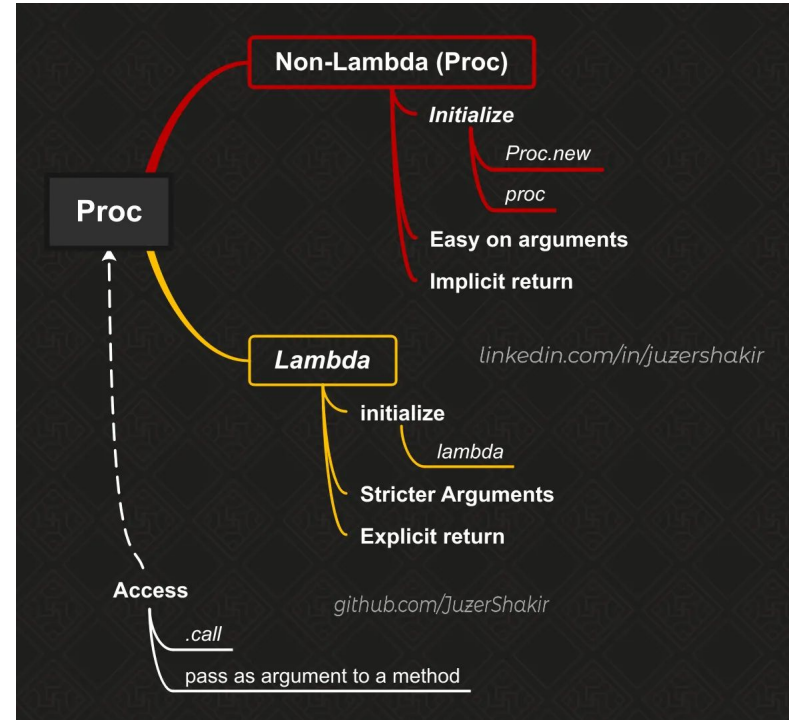 Non-Lambda (Proc)
Initialize
Proc.new
proc
Easy on arguments
Implicit return
Proc
Lambda
linkedin.com/in/juzershakir
initialize
lambda
Stricter Arguments
Explicit return
Access
github.com/JuzerShakir
.call
pass as argument to a method